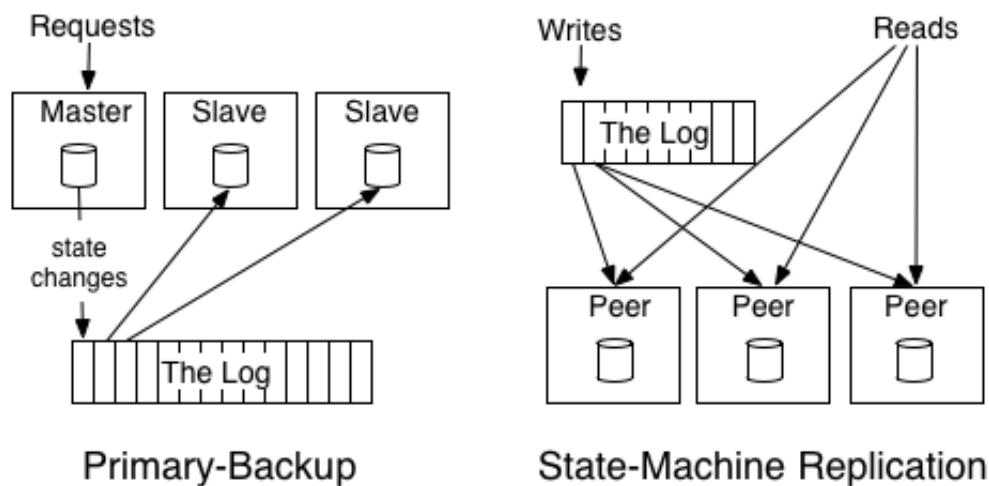 Requests
Master
Slave
Slave
state
changes
The Log
Primary-Backup
Writes
Reads
The Log
Peer
Peer
Peer
State-Machine Replication